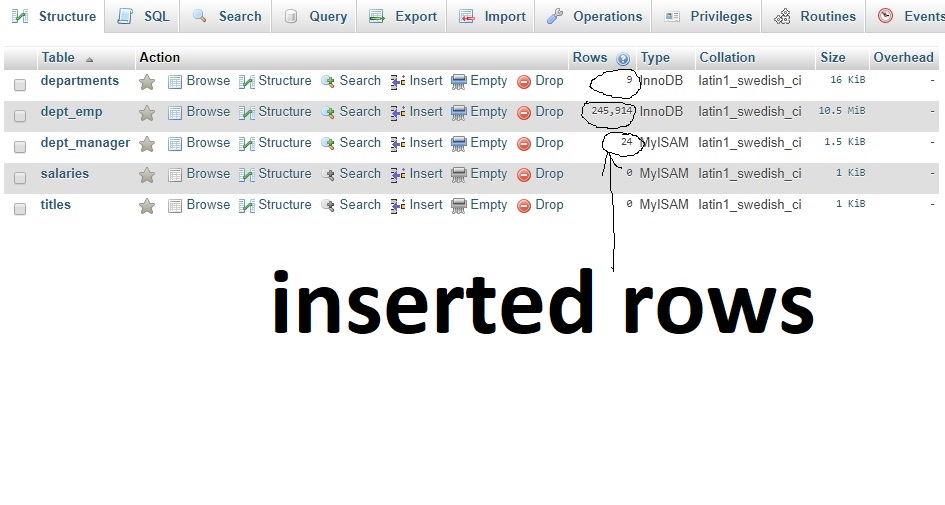 Structure SQL Search Query Export Import Operations Privileges Routines Events
Table Action Rows Type Collation Size Overhead
departments Browse Structure Search Insert Empty Drop 9 InnoDB latin1_swedish_ci 16 KiB -
dept_emp Browse Structure Search Insert Empty Drop 245,914 InnoDB latin1_swedish_ci 10.5 MiB -
dept_manager Browse Structure Search Insert Empty Drop 24 MyISAM latin1_swedish_ci 1.5 KiB -
salaries Browse Structure Search Insert Empty Drop 0 MyISAM latin1_swedish_ci 1 KiB -
titles Browse Structure Search Insert Empty Drop 0 MyISAM latin1_swedish_ci 1 KiB -
inserted rows